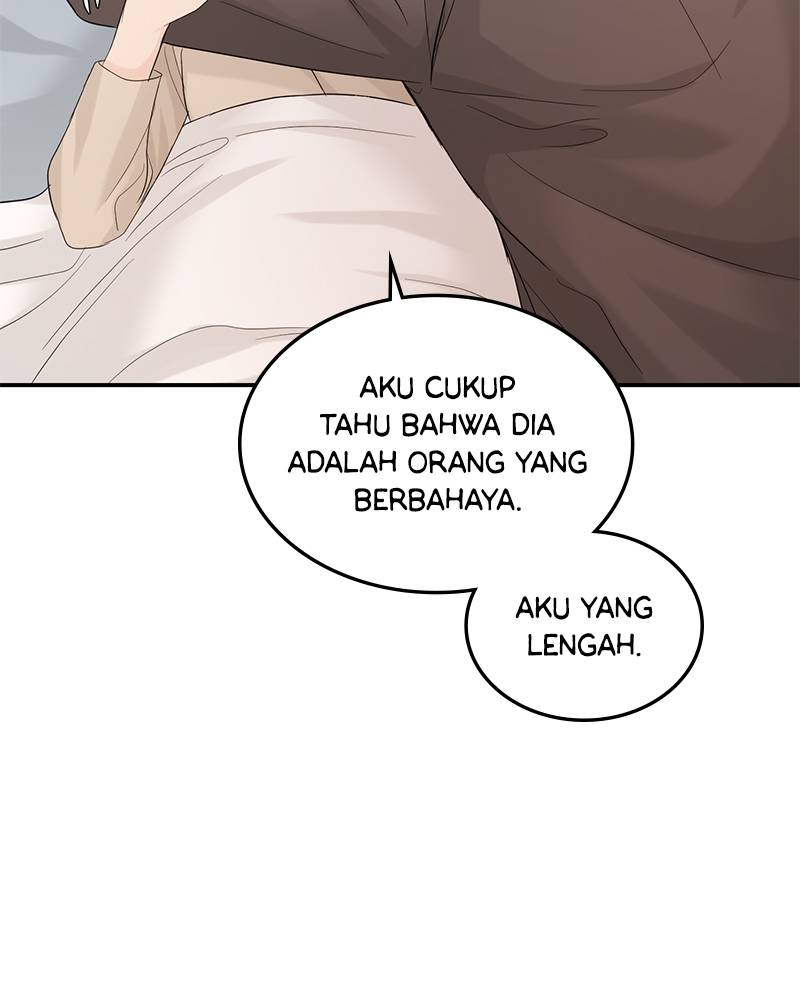 AKU CUKUP
TAHU BAHWA DIA
ADALAH ORANG YANG
BERBAHAYA.
AKU YANG
LENGAH.